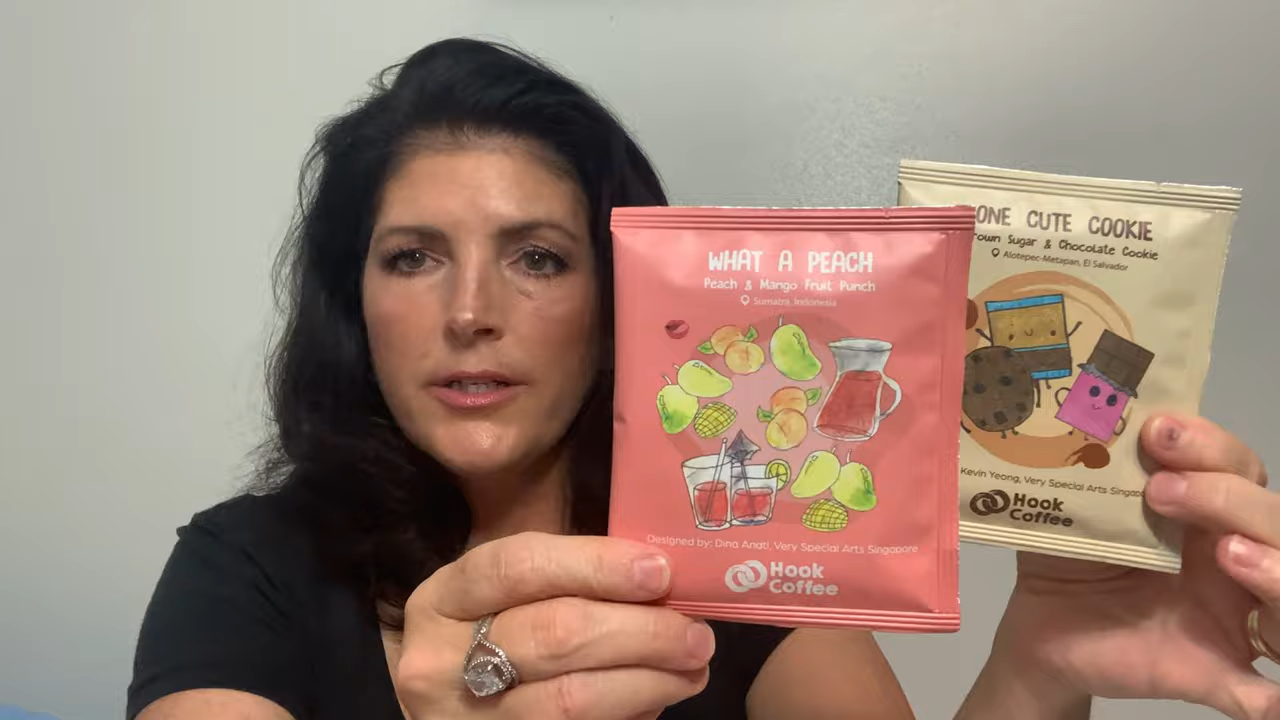 WHAT A PEACH
Peach & Mango Fruit Punch
Sumatra, Indonesia
Designed by: Dina Anati, Very Special Arts Singapore
Hook
Coffee
ONE CUTE COOKIE
Brown Sugar & Chocolate Cookie
Alotepec-Metapan, El Salvador
Kevin Yeong, Very Special Arts Singapore
Hook
Coffee